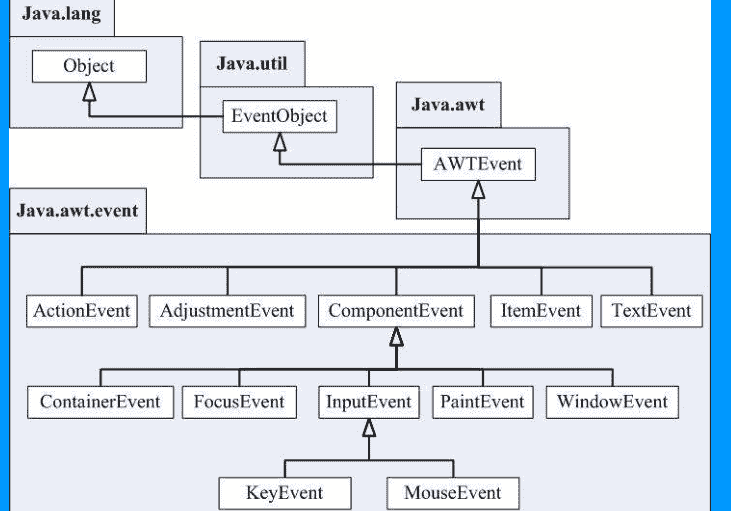 Java.lang
Object
Java.util
EventObject
Java.awt
AWTEvent
Java.awt.event
ActionEvent AdjustmentEvent ComponentEvent ItemEvent TextEvent
ContainerEvent FocusEvent InputEvent PaintEvent WindowEvent
KeyEvent MouseEvent